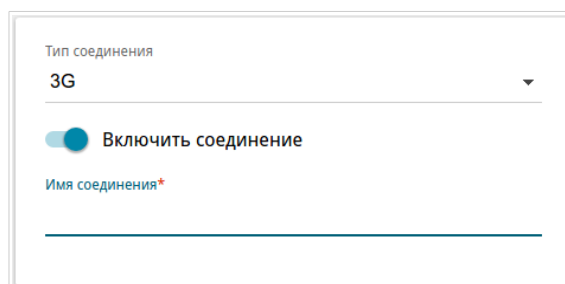 Тип соединения
3G
Включить соединение
Имя соединения*